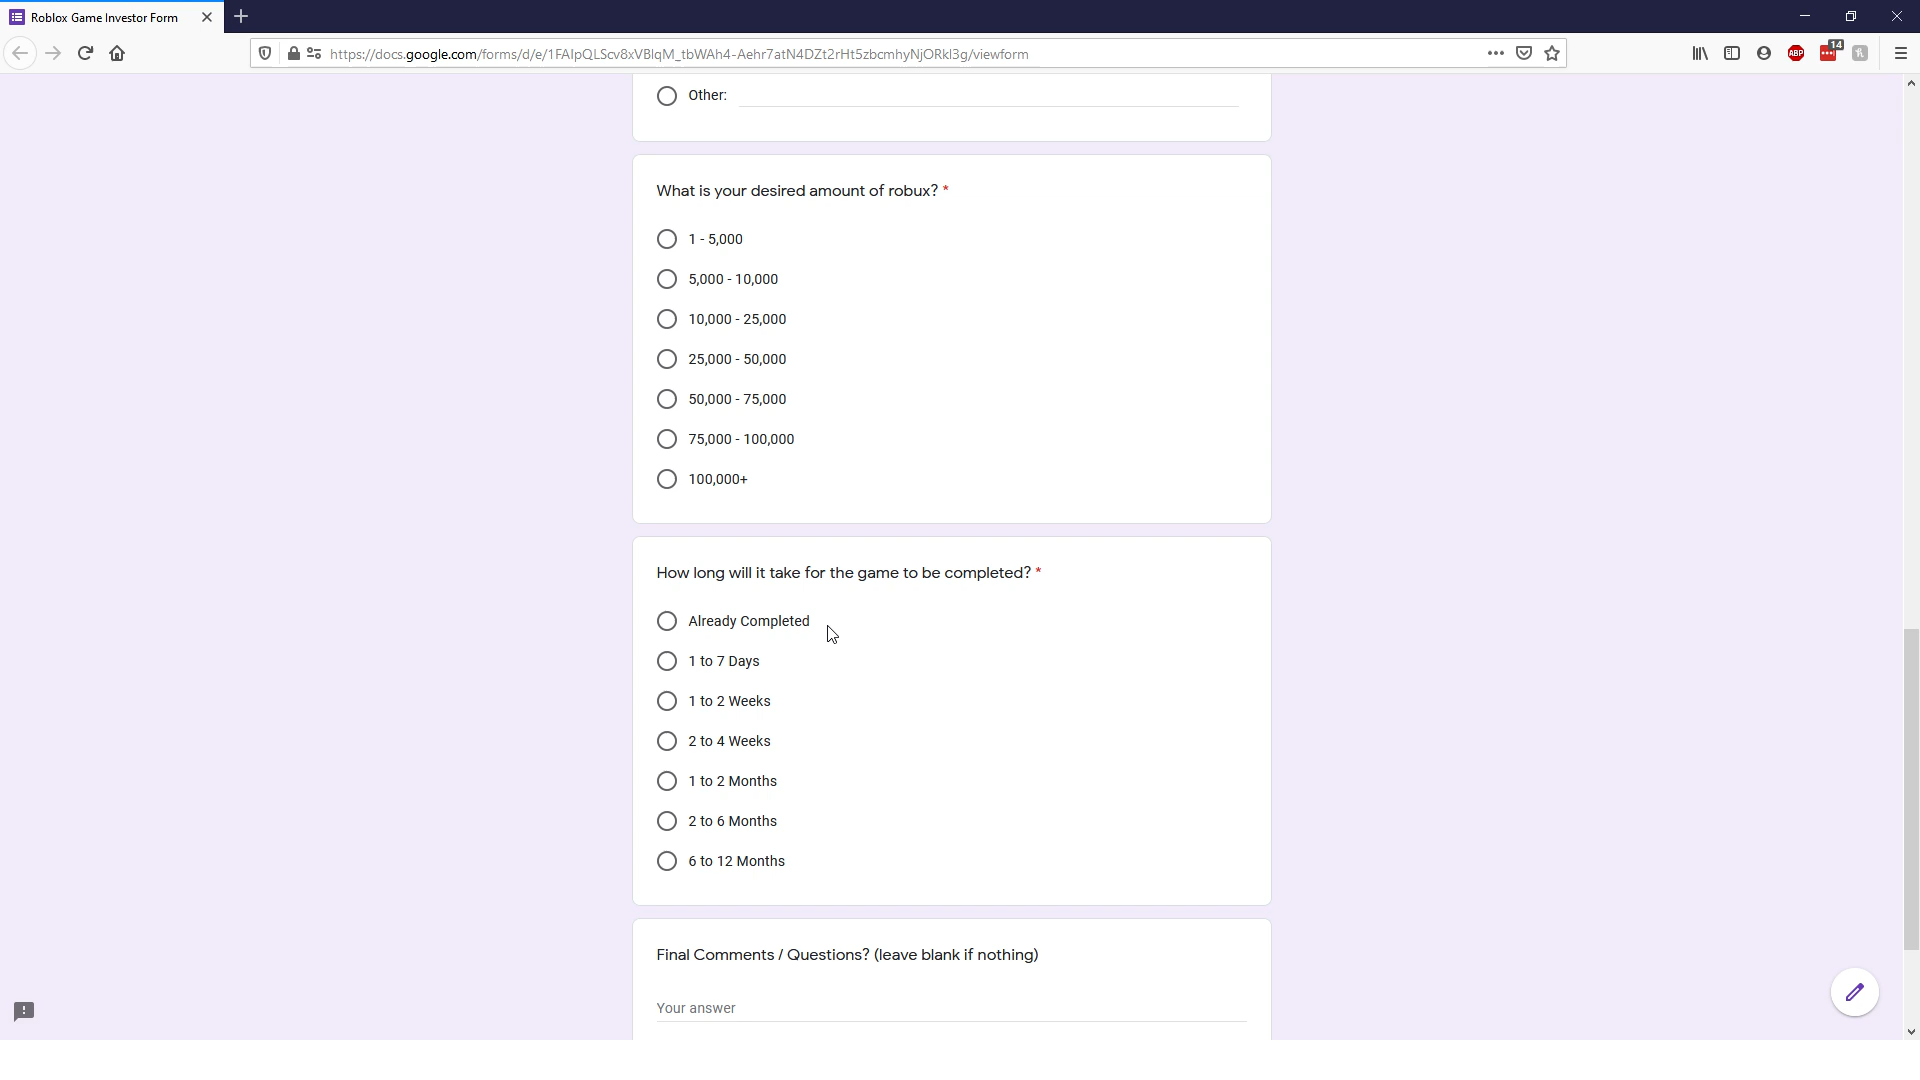 Roblox Game Investor Form
https://docs.google.com/forms/d/e/1FAIpQLScv8xVBlqM_tbWAh4-Aehr7atN4DZt2rHt5zbcmhyNjORkl3g/viewform
ABP
14
Other:
What is your desired amount of robux? *
1 - 5,000
5,000 - 10,000
10,000 - 25,000
25,000 - 50,000
50,000 - 75,000
75,000 - 100,000
100,000+
How long will it take for the game to be completed? *
Already Completed
1 to 7 Days
1 to 2 Weeks
2 to 4 Weeks
1 to 2 Months
2 to 6 Months
6 to 12 Months
Final Comments / Questions? (leave blank if nothing)
Your answer